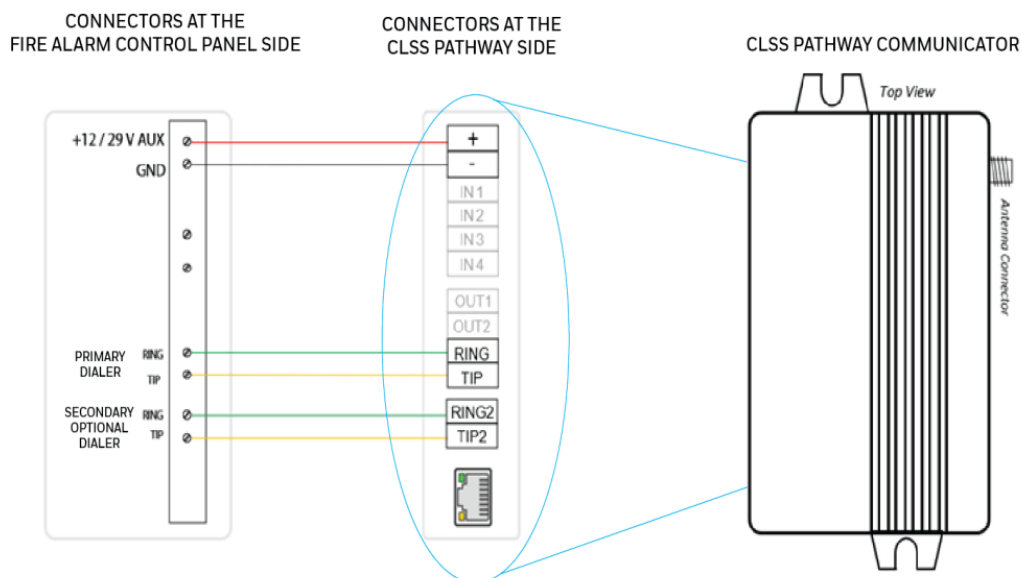 CONNECTORS AT THE
FIRE ALARM CONTROL PANEL SIDE
CONNECTORS AT THE
CLSS PATHWAY SIDE
CLSS PATHWAY COMMUNICATOR
Top View
+12 / 29 V AUX
GND
+
-
IN1
IN2
IN3
IN4
OUT1
OUT2
PRIMARY
DIALER
RING
TIP
RING
TIP
SECONDARY
OPTIONAL
DIALER
RING
TIP
RING2
TIP2
Antenna Connector